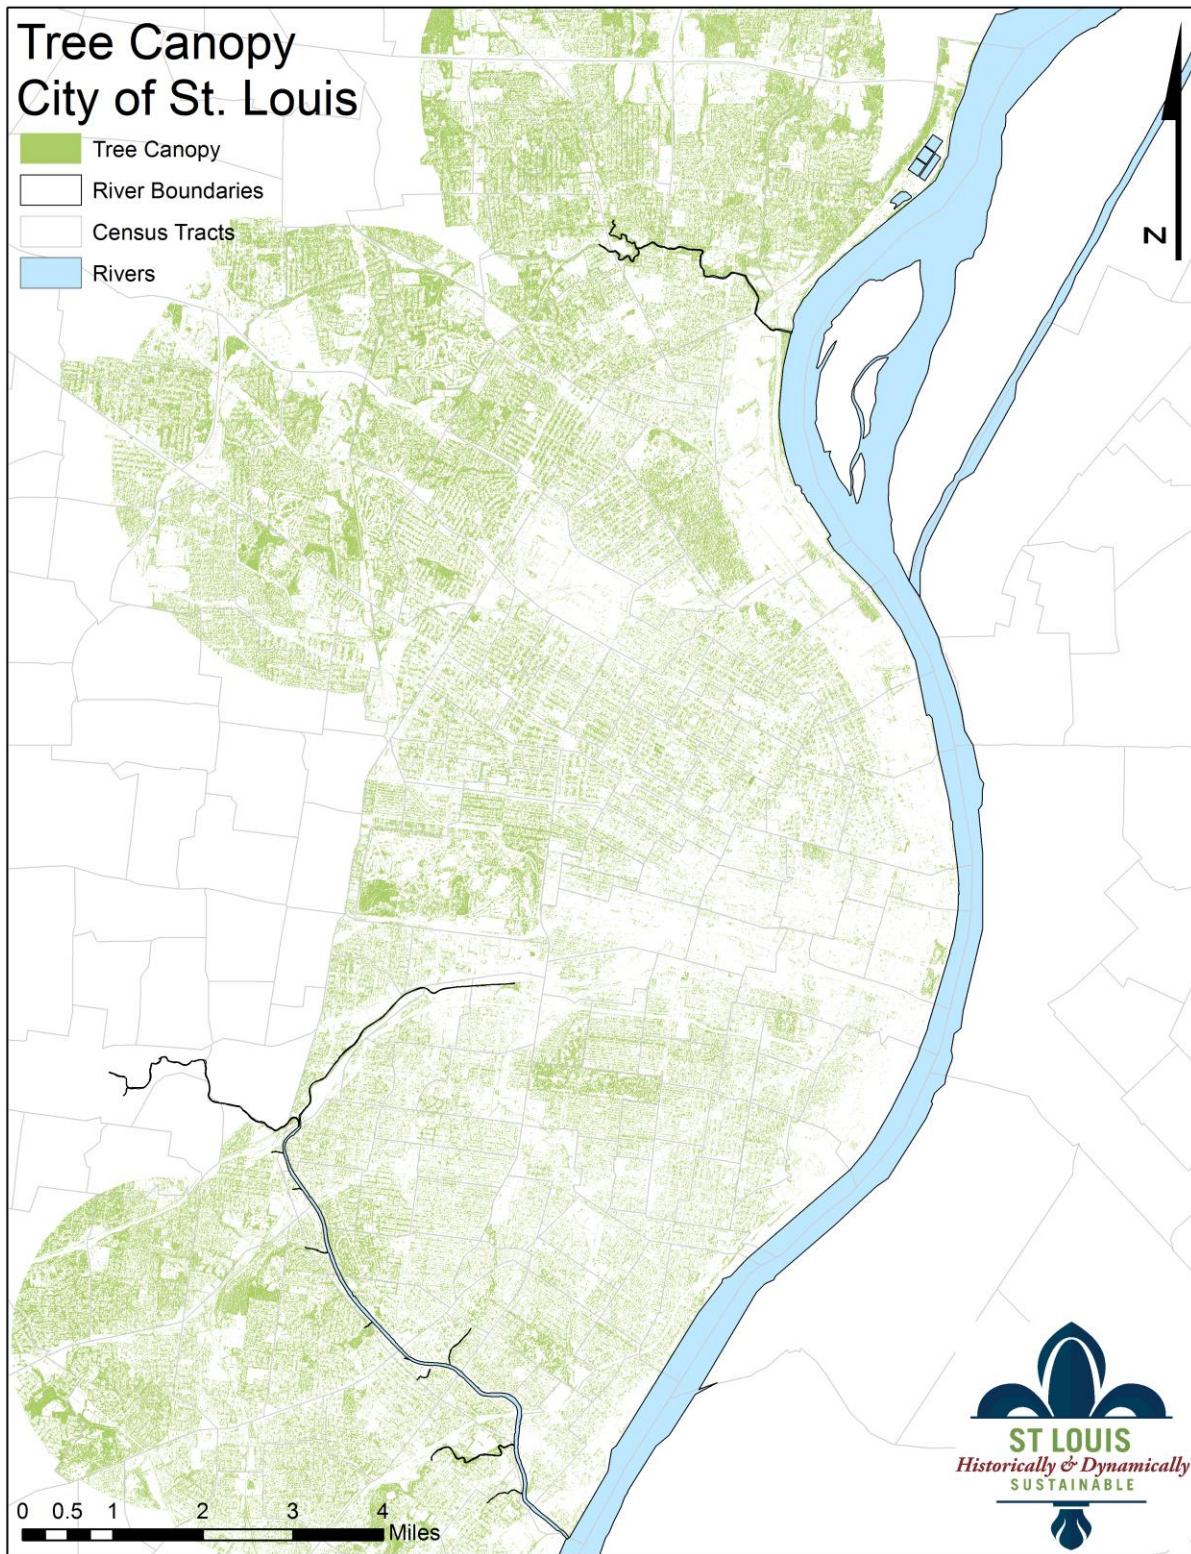 Tree Canopy
City of St. Louis
Tree Canopy
River Boundaries
Census Tracts
Rivers
N
ST LOUIS
Historically & Dynamically
SUSTAINABLE
0 0.5 1 2 3 4
Miles